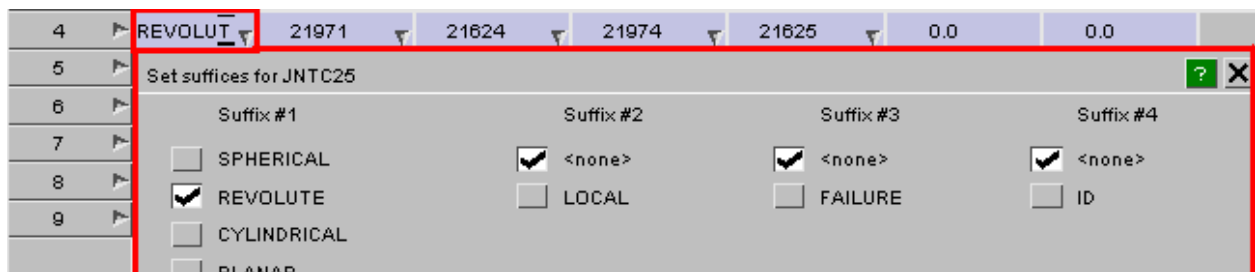 4 REVOLUT 21971 21624 21974 21625 0.0 0.0
5 Set suffices for JNTC25 ? X
6 Suffix #1 Suffix #2 Suffix #3 Suffix #4
7 SPHERICAL <none> <none> <none>
8 REVOLUTE LOCAL FAILURE ID
9 CYLINDRICAL
PLANAR